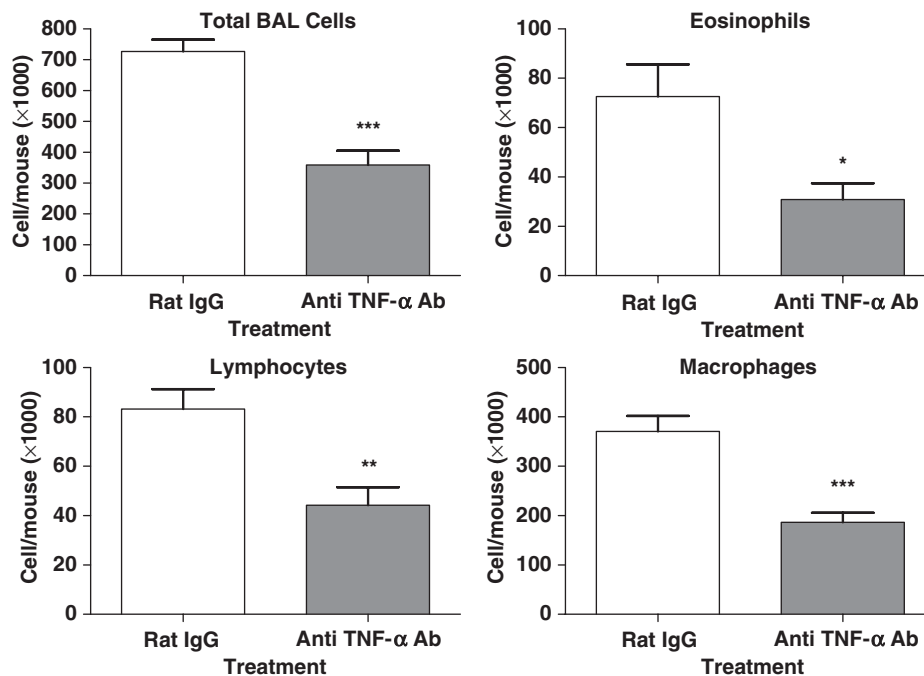 Total BAL Cells
Cell/mouse (×1000)
800
700
600
500
400
300
200
100
0
***
Rat IgG Anti TNF-α Ab
Treatment
Eosinophils
Cell/mouse (×1000)
100
80
60
40
20
0
*
Rat IgG Anti TNF-α Ab
Treatment
Lymphocytes
Cell/mouse (×1000)
100
80
60
40
20
0
**
Rat IgG Anti TNF-α Ab
Treatment
Macrophages
Cell/mouse (×1000)
500
400
300
200
100
0
***
Rat IgG Anti TNF-α Ab
Treatment